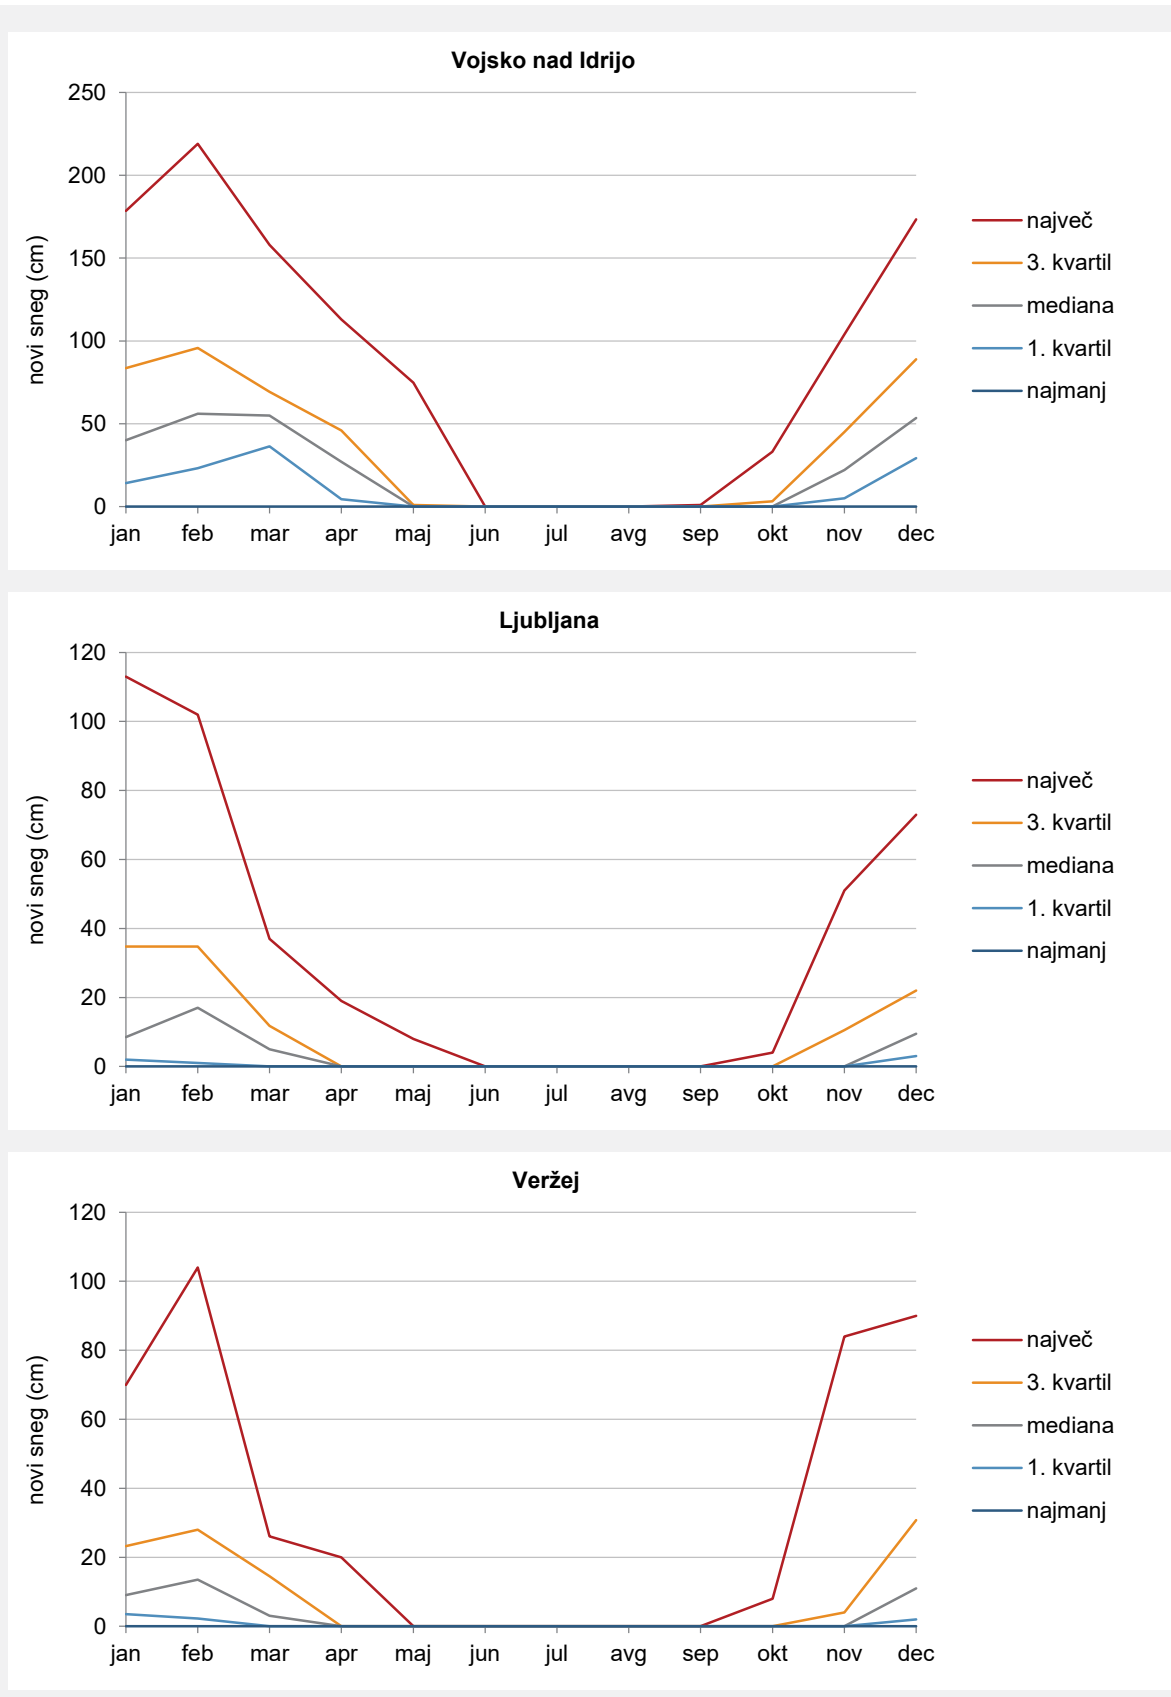 Vojsko nad Idrijo
250
200
150
100
50
0
novi sneg (cm)
jan feb mar apr maj jun jul avg sep okt nov dec
največ
3. kvartil
mediana
1. kvartil
najmanj
Ljubljana
120
100
80
60
40
20
0
novi sneg (cm)
jan feb mar apr maj jun jul avg sep okt nov dec
največ
3. kvartil
mediana
1. kvartil
najmanj
Veržej
120
100
80
60
40
20
0
novi sneg (cm)
jan feb mar apr maj jun jul avg sep okt nov dec
največ
3. kvartil
mediana
1. kvartil
najmanj